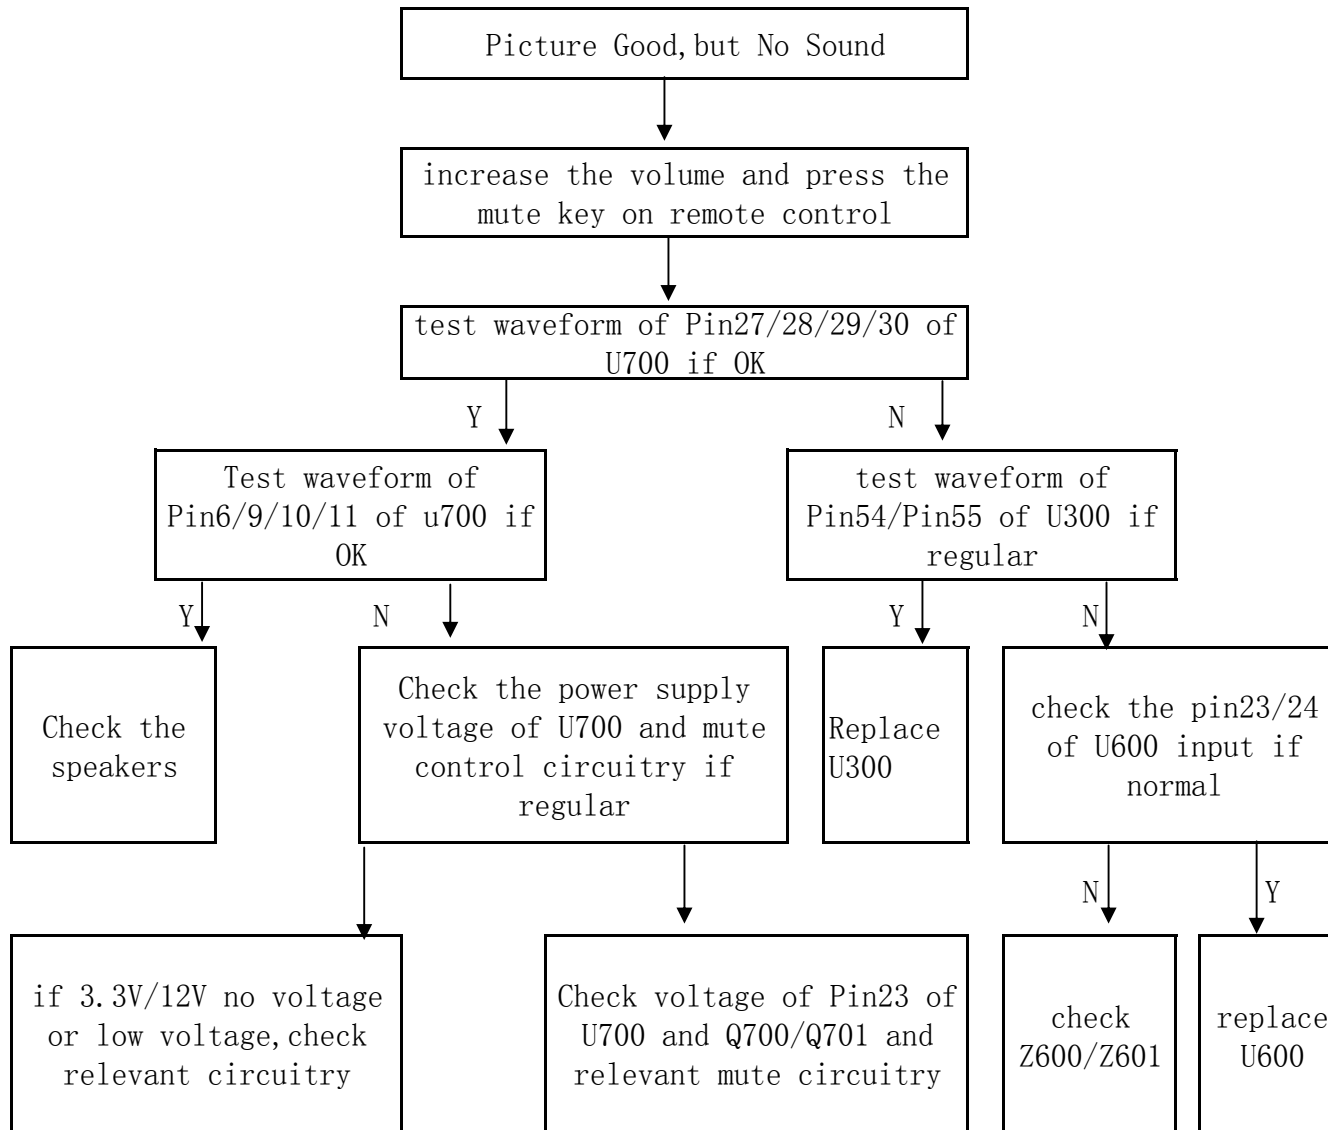 Picture Good,but No Sound
increase the volume and press the
mute key on remote control
test waveform of Pin27/28/29/30 of
U700 if OK
Y
N
Test waveform of
Pin6/9/10/11 of u700 if
OK
test waveform of
Pin54/Pin55 of U300 if
regular
Y
N
Y
N
Check the
speakers
Check the power supply
voltage of U700 and mute
control circuitry if
regular
Replace
U300
check the pin23/24
of U600 input if
normal
N
Y
if 3.3V/12V no voltage
or low voltage,check
relevant circuitry
Check voltage of Pin23 of
U700 and Q700/Q701 and
relevant mute circuitry
check
Z600/Z601
replace
U600